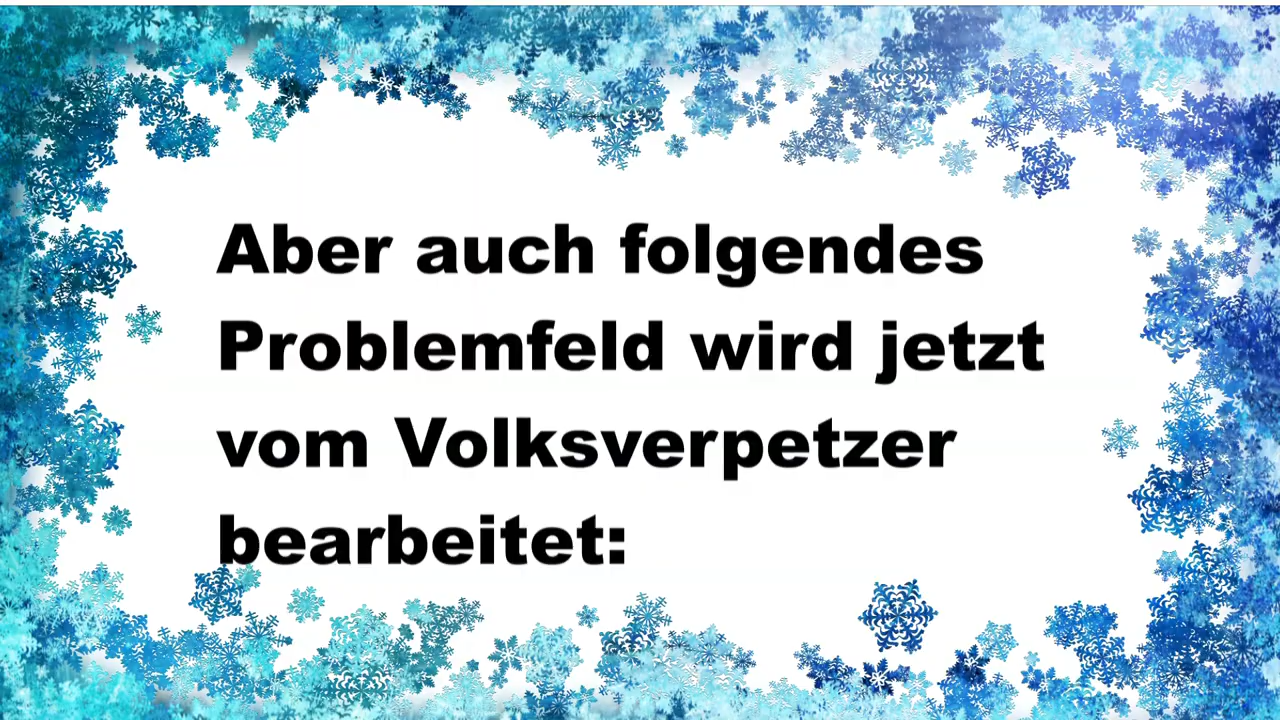 Aber auch folgendes
Problemfeld wird jetzt
vom Volksverpetzer
bearbeitet: